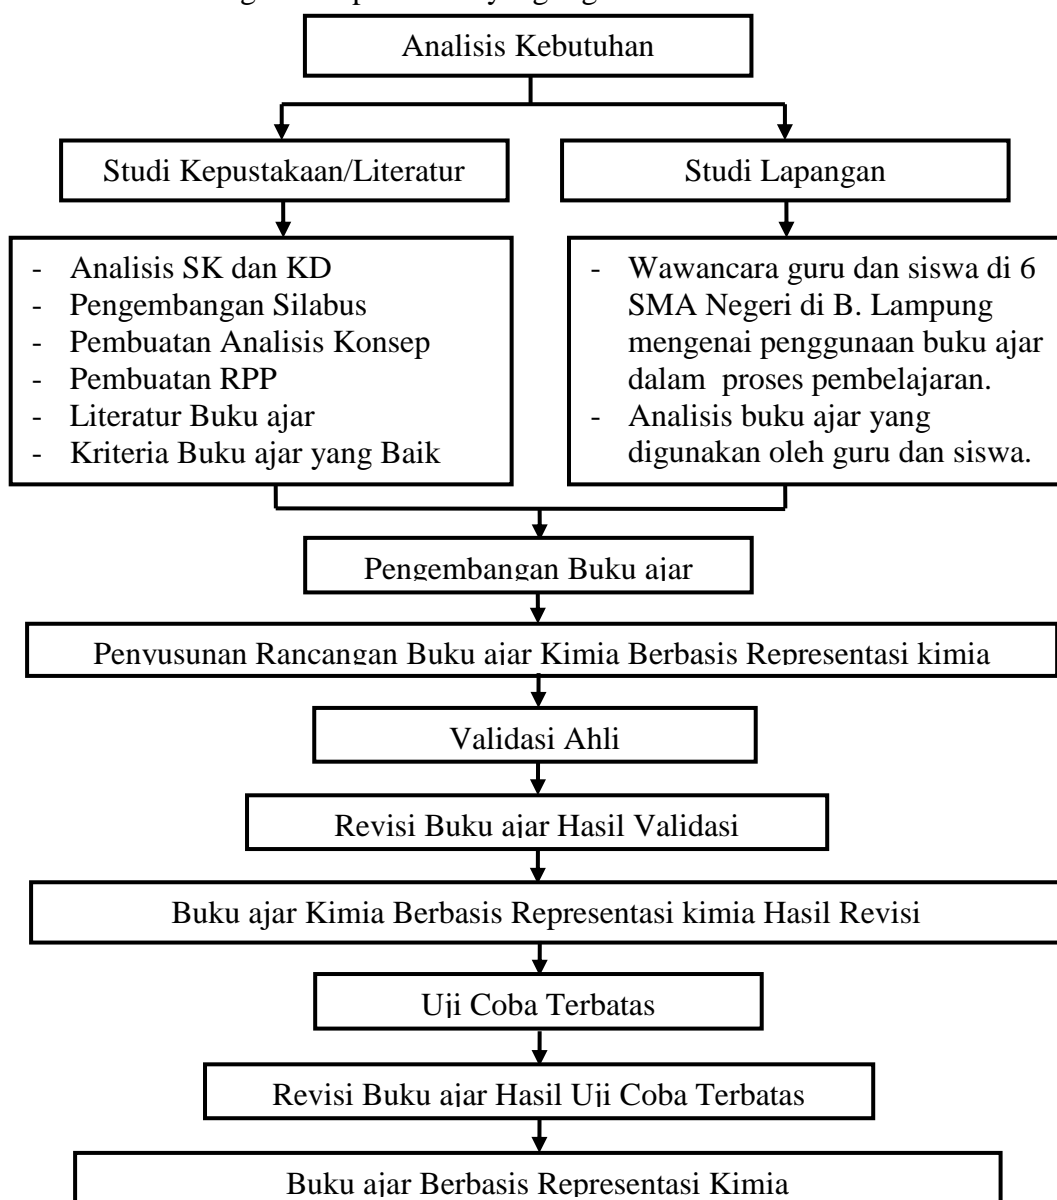 Analisis Kebutuhan
Studi Kepustakaan/Literatur
Studi Lapangan
- Analisis SK dan KD
- Pengembangan Silabus
- Pembuatan Analisis Konsep
- Pembuatan RPP
- Literatur Buku ajar
- Kriteria Buku ajar yang Baik
- Wawancara guru dan siswa di 6
SMA Negeri di B. Lampung
mengenai penggunaan buku ajar
dalam proses pembelajaran.
- Analisis buku ajar yang
digunakan oleh guru dan siswa.
Pengembangan Buku ajar
Penyusunan Rancangan Buku ajar Kimia Berbasis Representasi kimia
Validasi Ahli
Revisi Buku ajar Hasil Validasi
Buku ajar Kimia Berbasis Representasi kimia Hasil Revisi
Uji Coba Terbatas
Revisi Buku ajar Hasil Uji Coba Terbatas
Buku ajar Berbasis Representasi Kimia